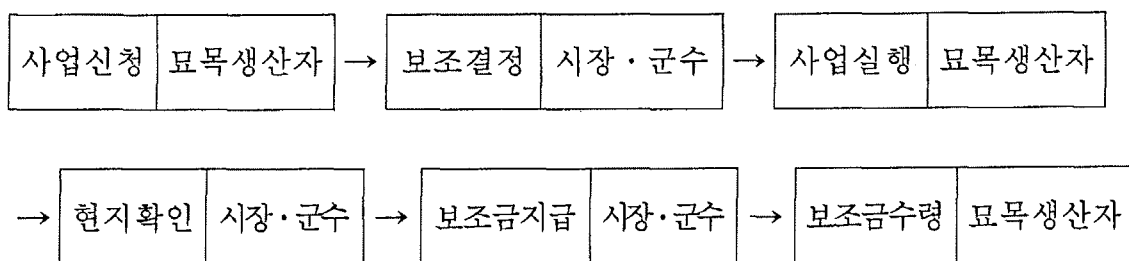 사업신청 묘목생산자 → 보조결정 시장·군수 → 사업실행 묘목생산자
→ 현지확인 시장·군수 → 보조금지급 시장·군수 → 보조금수령 묘목생산자